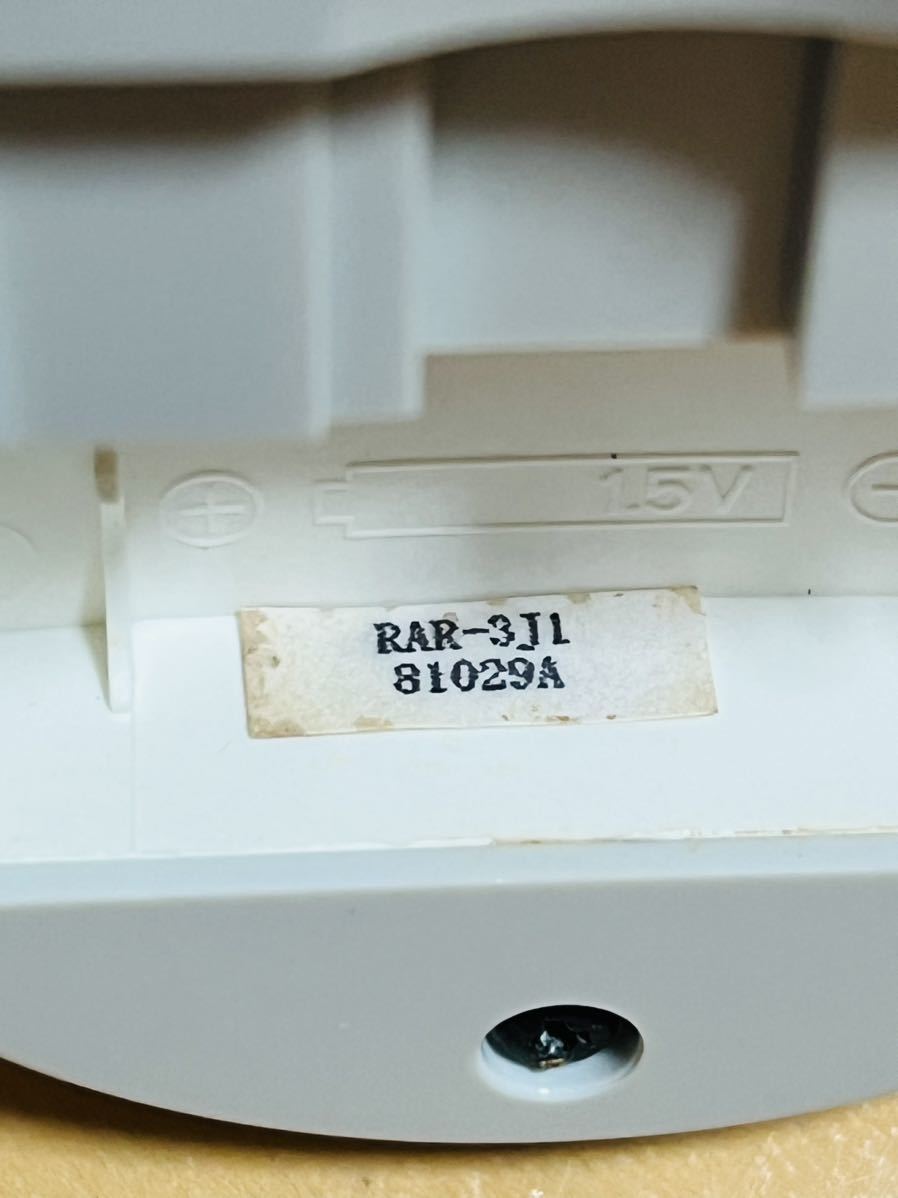 ⊕ 1.5V ⊖
RAR-3J1
81029A